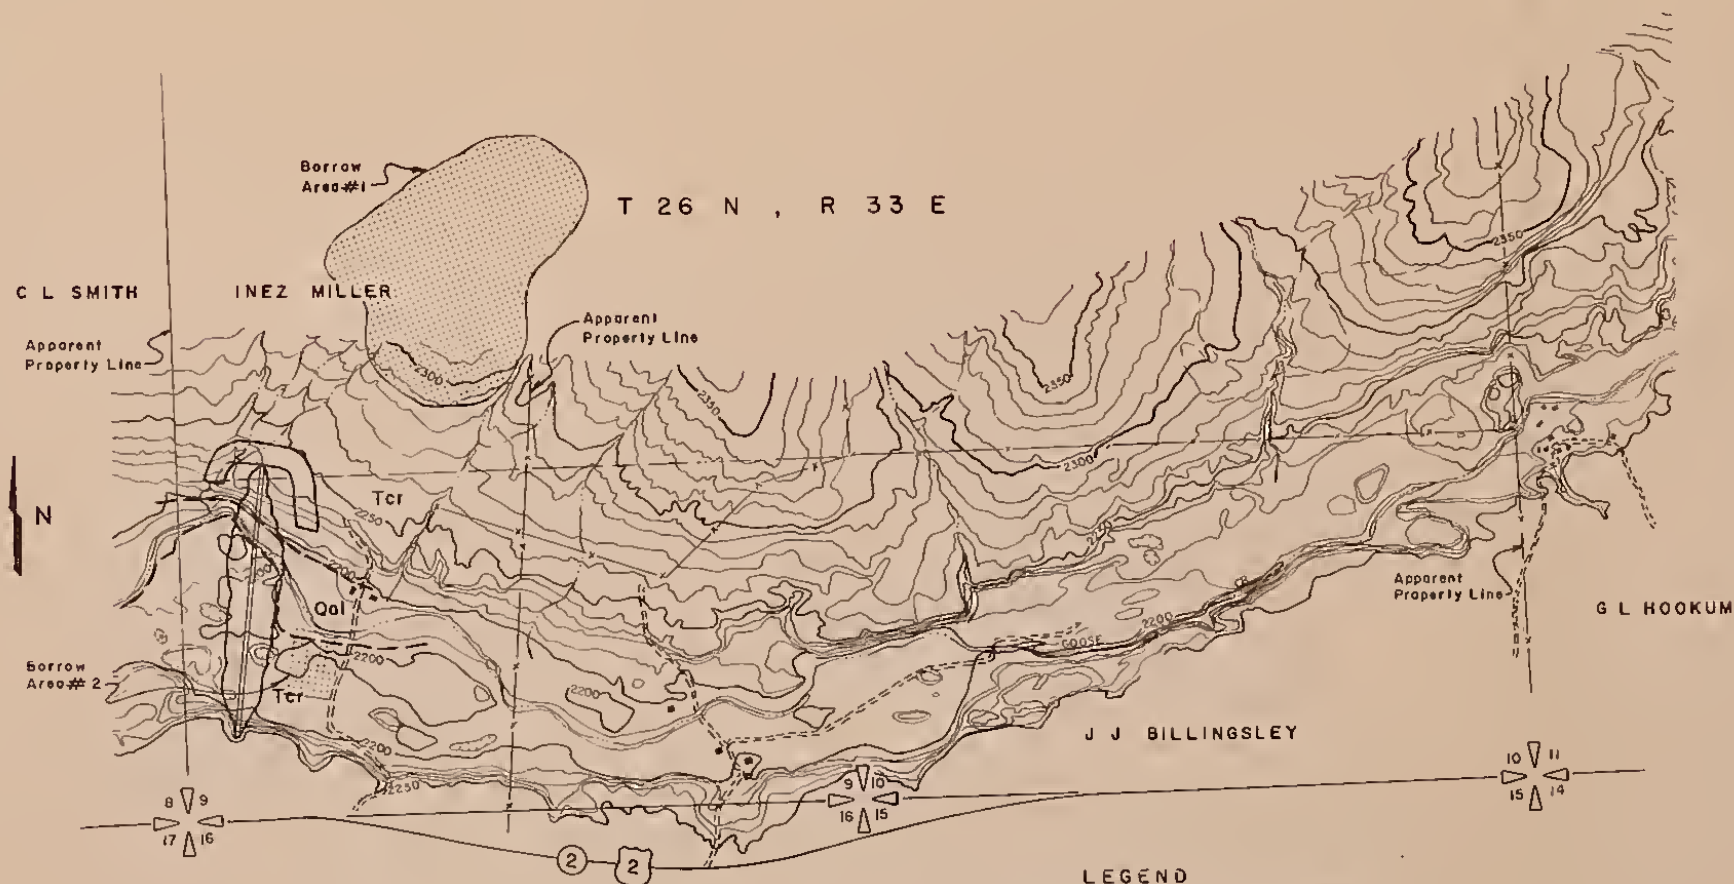 Borrow
Area #1
T 26 N , R 33 E
C L SMITH
INEZ MILLER
Apparent
Property Line
Apparent
Property Line
2350
2300
2350
2350
2300
N
Tcr
2250
2200
Qal
2200
Tcr
Borrow
Area # 2
2200
2200
2250
GOOSE
2200
Apparent
Property Line
G L HOOKUM
J J BILLINGSLEY
8 9
17 16
9 10
16 15
10 11
15 14
2
2
LEGEND